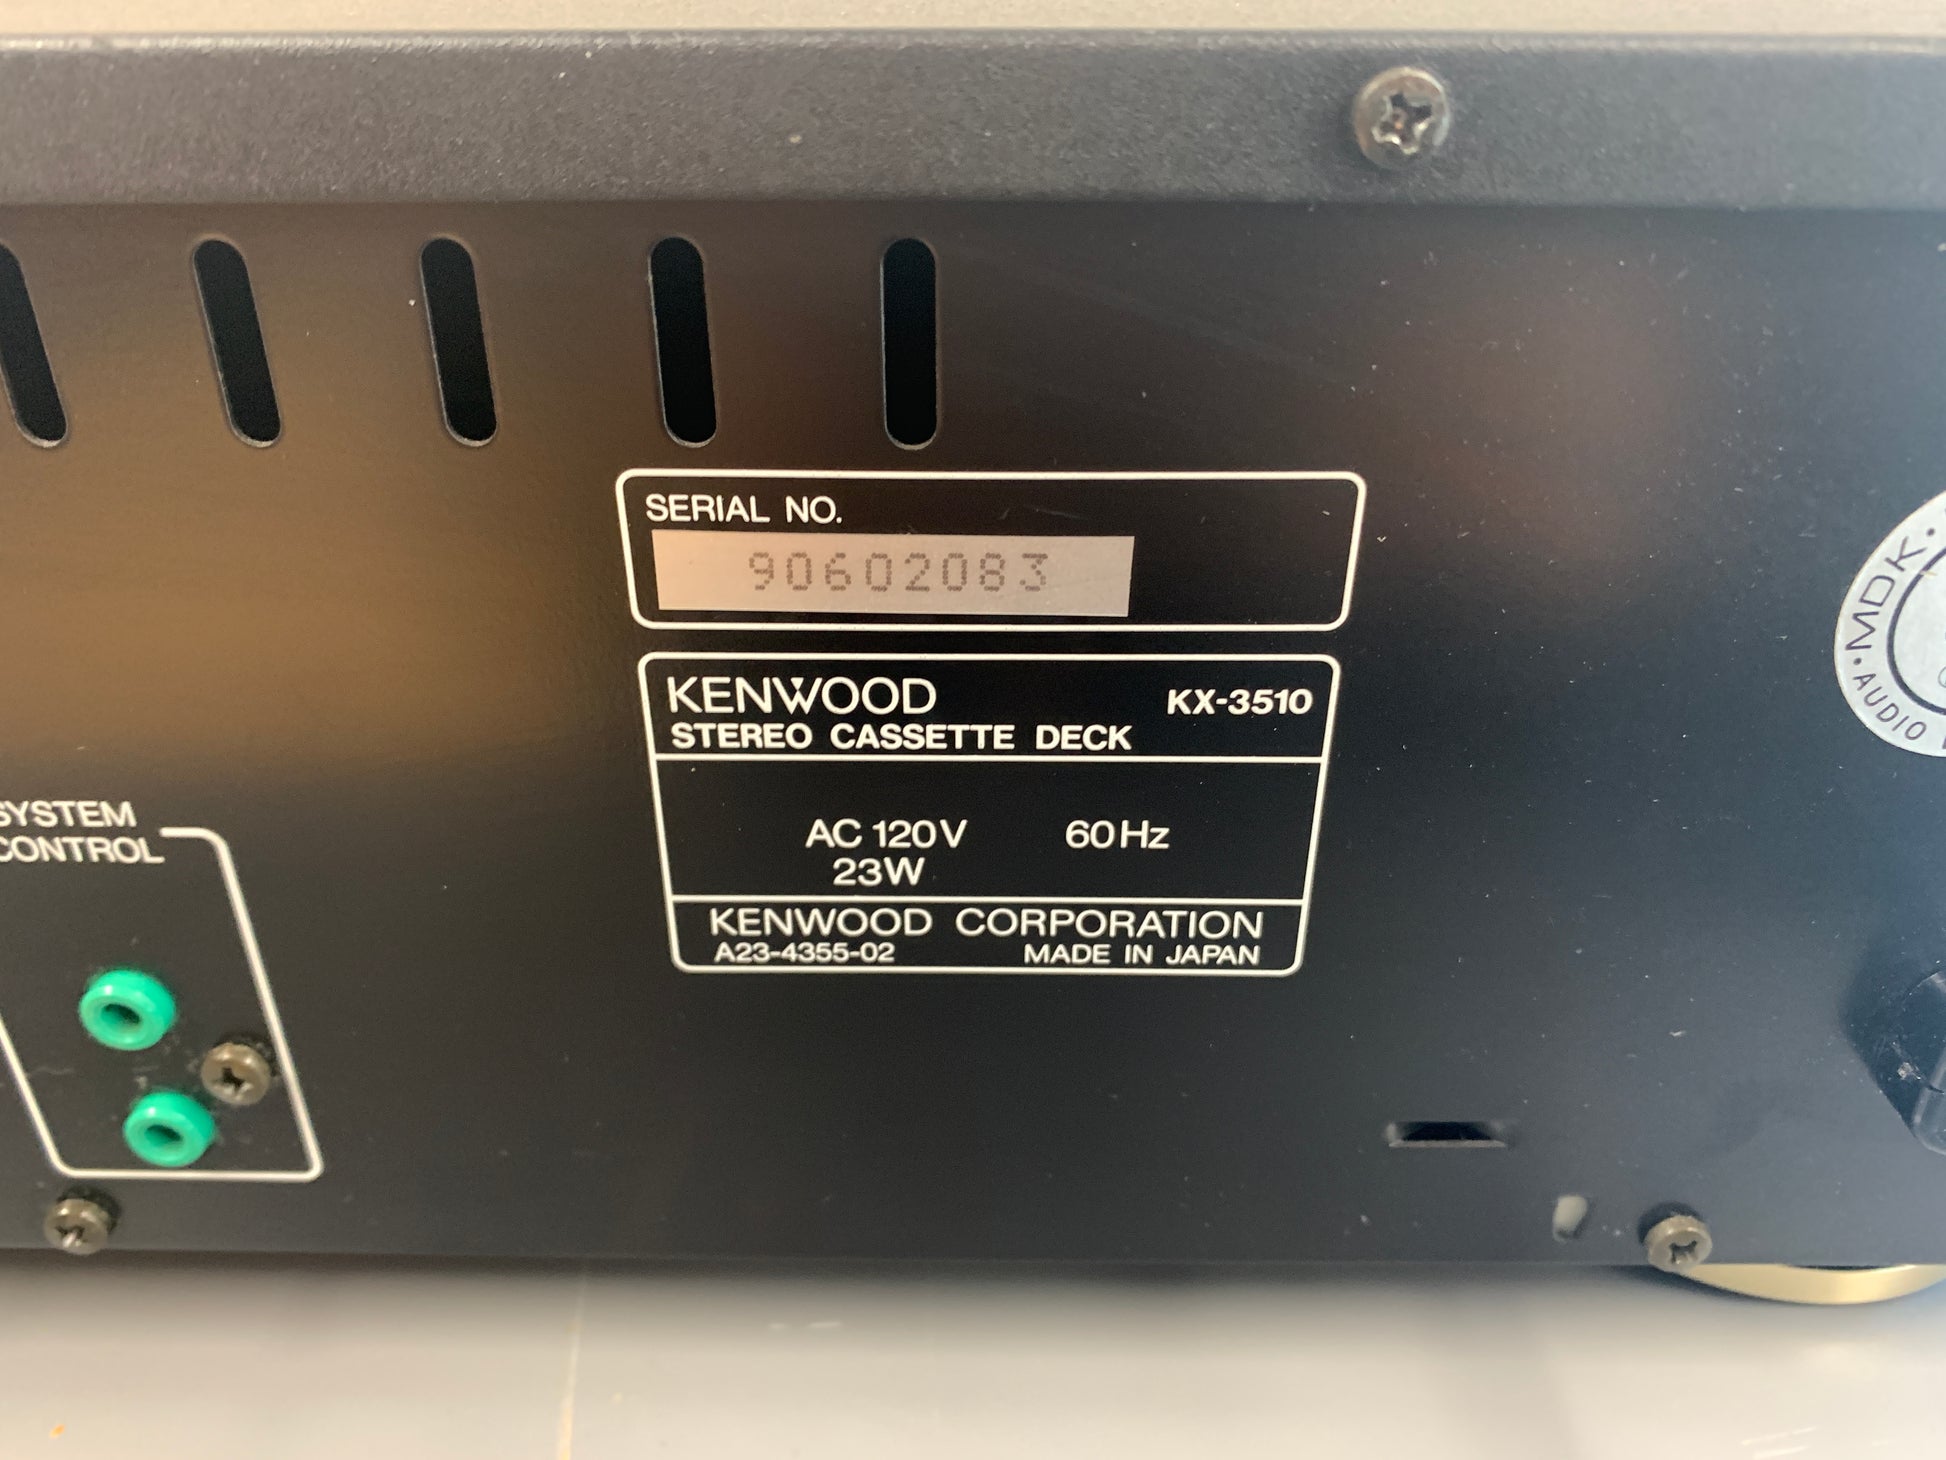 SERIAL NO.
90602083
KENWOOD KX-3510
STEREO CASSETTE DECK
AC 120V 60Hz
23W
KENWOOD CORPORATION
A23-4355-02 MADE IN JAPAN
SYSTEM
CONTROL
MDK
AUDIO